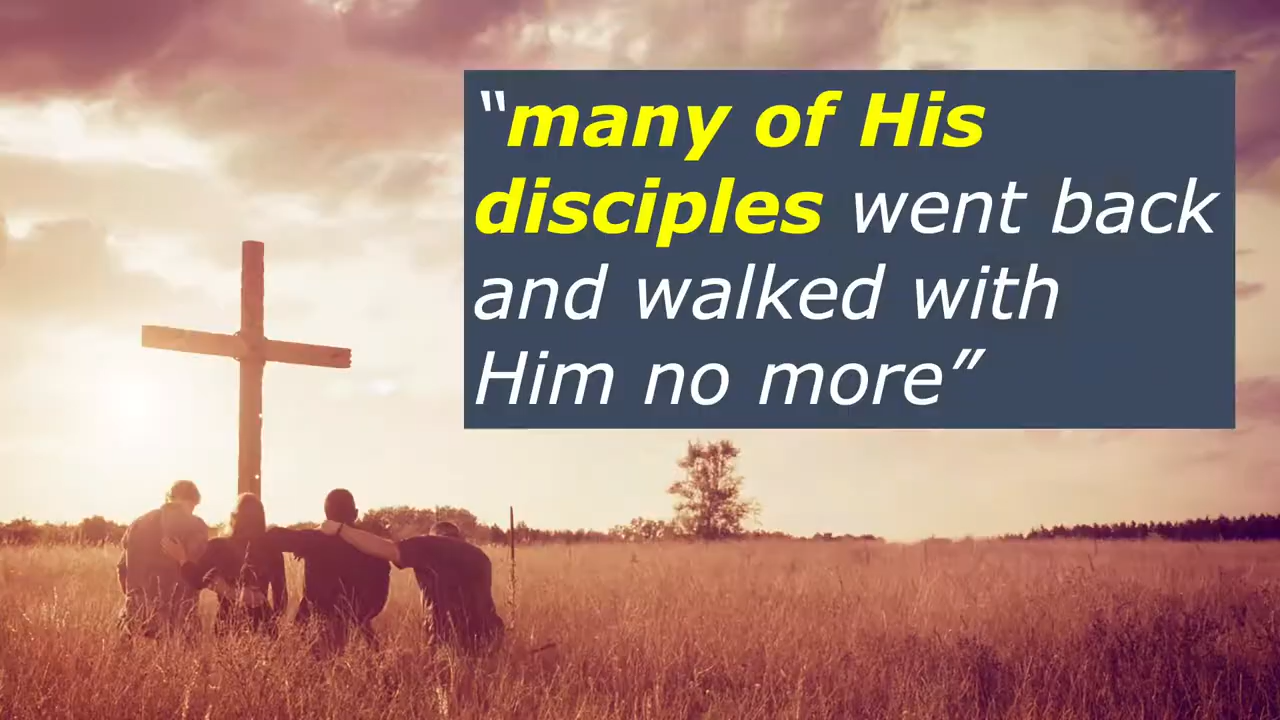 “many of His
disciples went back
and walked with
Him no more”